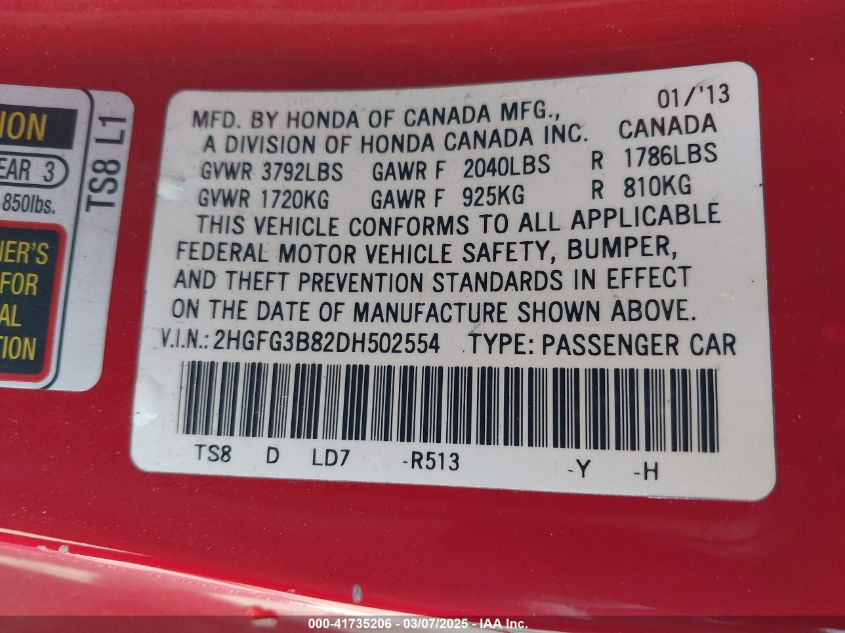 ION
EAR 3
850lbs.
NER'S
FOR
AL
TION
TS8 L1
01/'13
MFD. BY HONDA OF CANADA MFG.,
A DIVISION OF HONDA CANADA INC. CANADA
GVWR 3792LBS GAWR F 2040LBS R 1786LBS
GVWR 1720KG GAWR F 925KG R 810KG
THIS VEHICLE CONFORMS TO ALL APPLICABLE
FEDERAL MOTOR VEHICLE SAFETY, BUMPER,
AND THEFT PREVENTION STANDARDS IN EFFECT
ON THE DATE OF MANUFACTURE SHOWN ABOVE.
V.I.N.: 2HGFG3B82DH502554 TYPE: PASSENGER CAR
TS8 D LD7 -R513 -Y -H
000-41735206 - 03/07/2025 - IAA Inc.